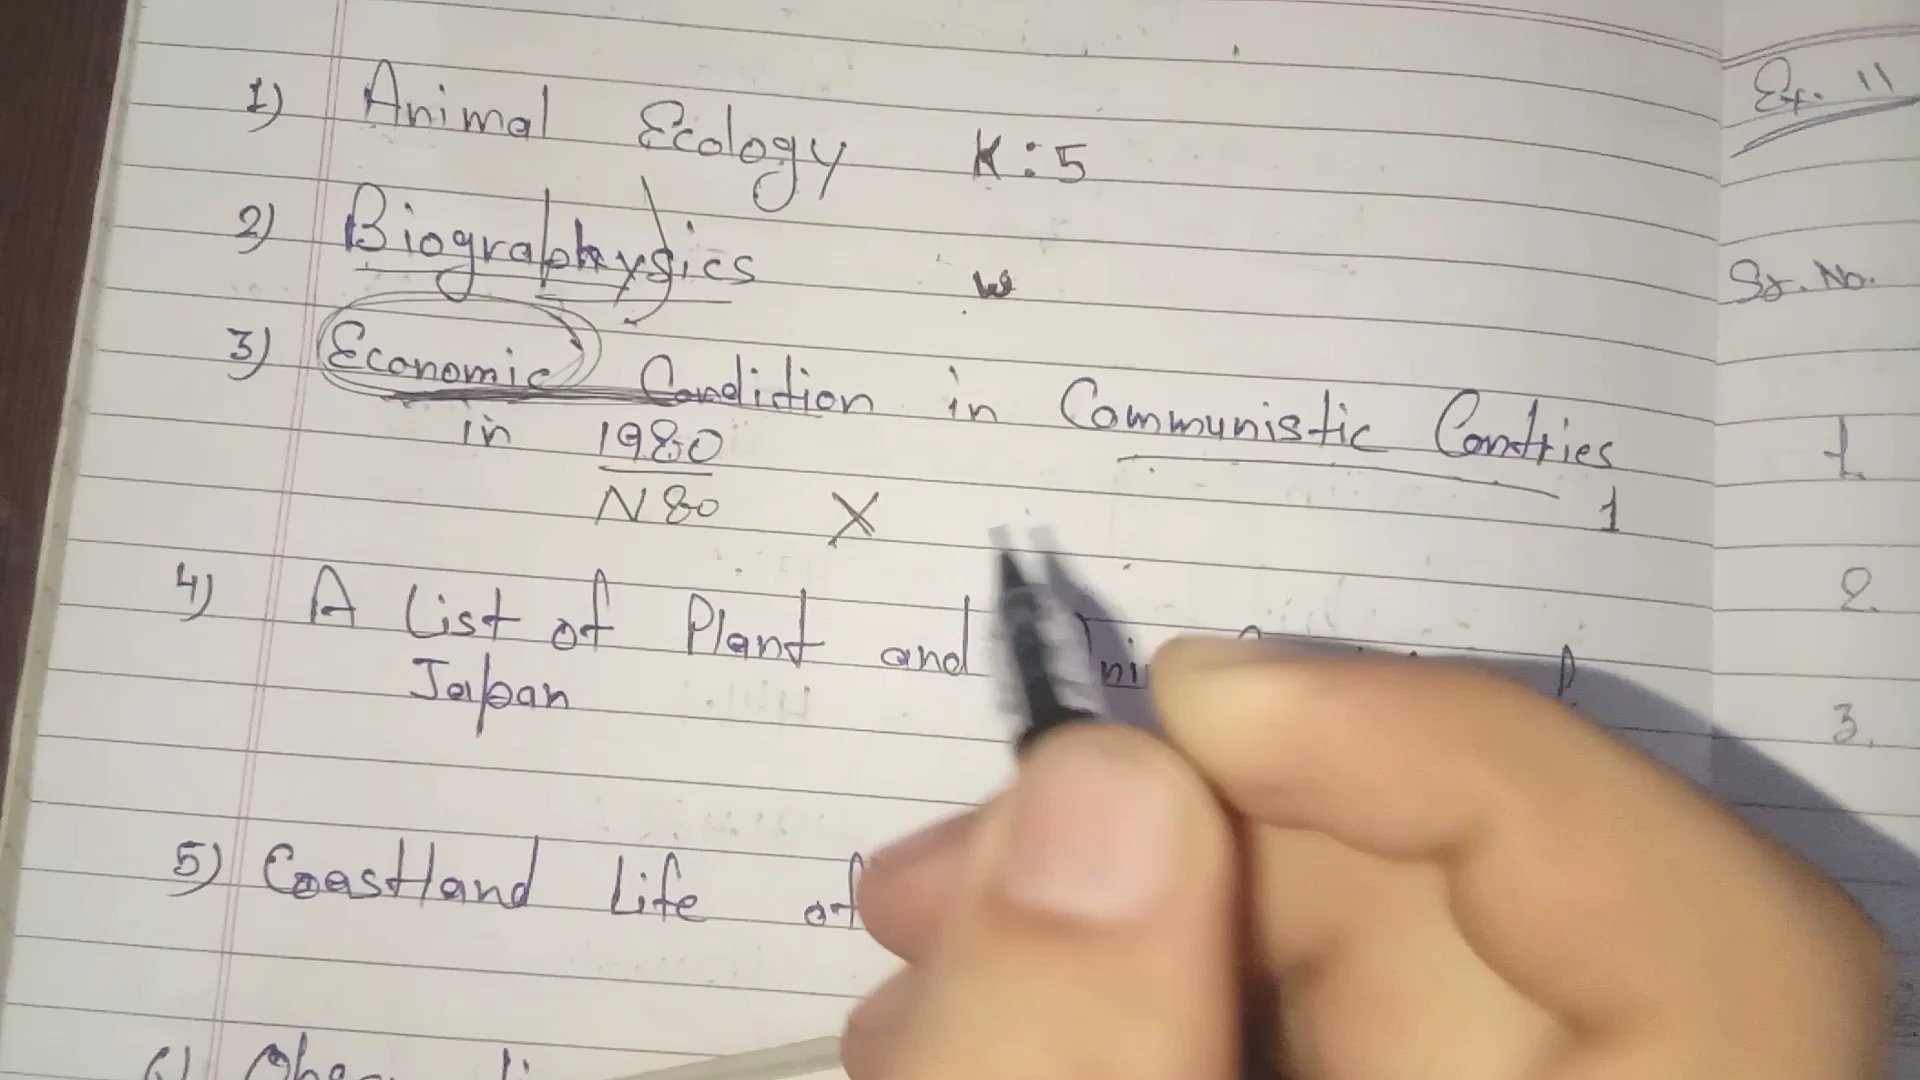 1) Animal Ecology K:5
2) Biographysics
3) Economic Condition in Communistic Contries
in 1980
N80 X 1
4) A List of Plant and
Japan
5) Coastland Life of
6)
Ex. 11
Sr. No.
1.
2.
3.